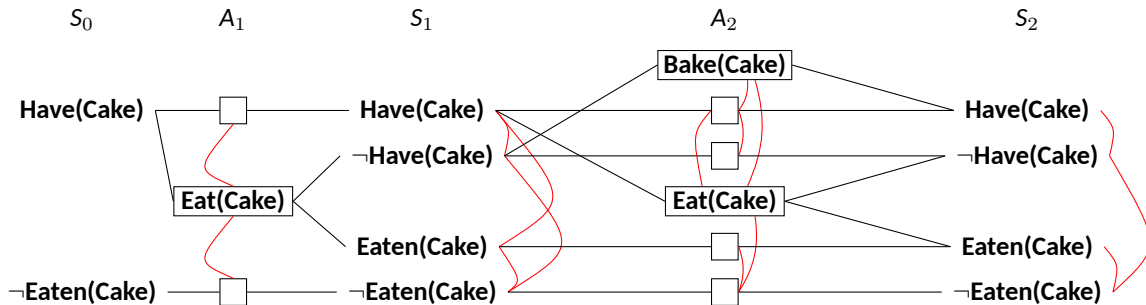 S₀ A₁ S₁ A₂ S₂
Bake(Cake)
Have(Cake) Have(Cake) Have(Cake)
¬Have(Cake) ¬Have(Cake)
Eat(Cake) Eat(Cake)
Eaten(Cake) Eaten(Cake)
¬Eaten(Cake) ¬Eaten(Cake) ¬Eaten(Cake)